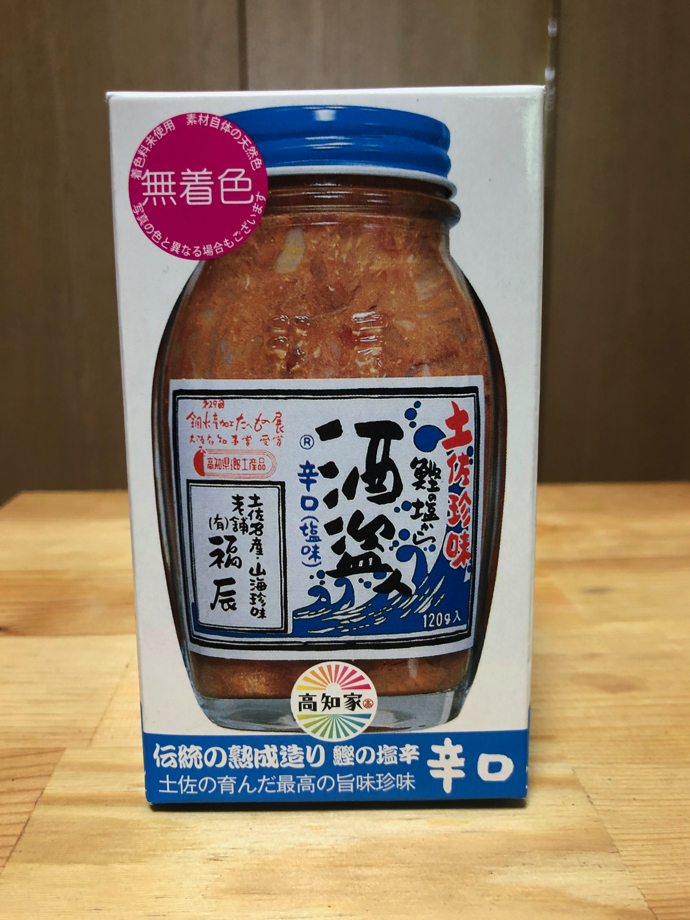 着色料未使用 素材自体の天然色
無着色
写真の色と異なる場合もございます
土佐珍味
鰹の塩から
酒盗
®
辛口(塩味)
高知県郷土産品
土佐名産・山海珍味
老舗
(有)福辰
120g入
高知家
伝統の熟成造り 鰹の塩辛
辛口
土佐の育んだ最高の旨味珍味